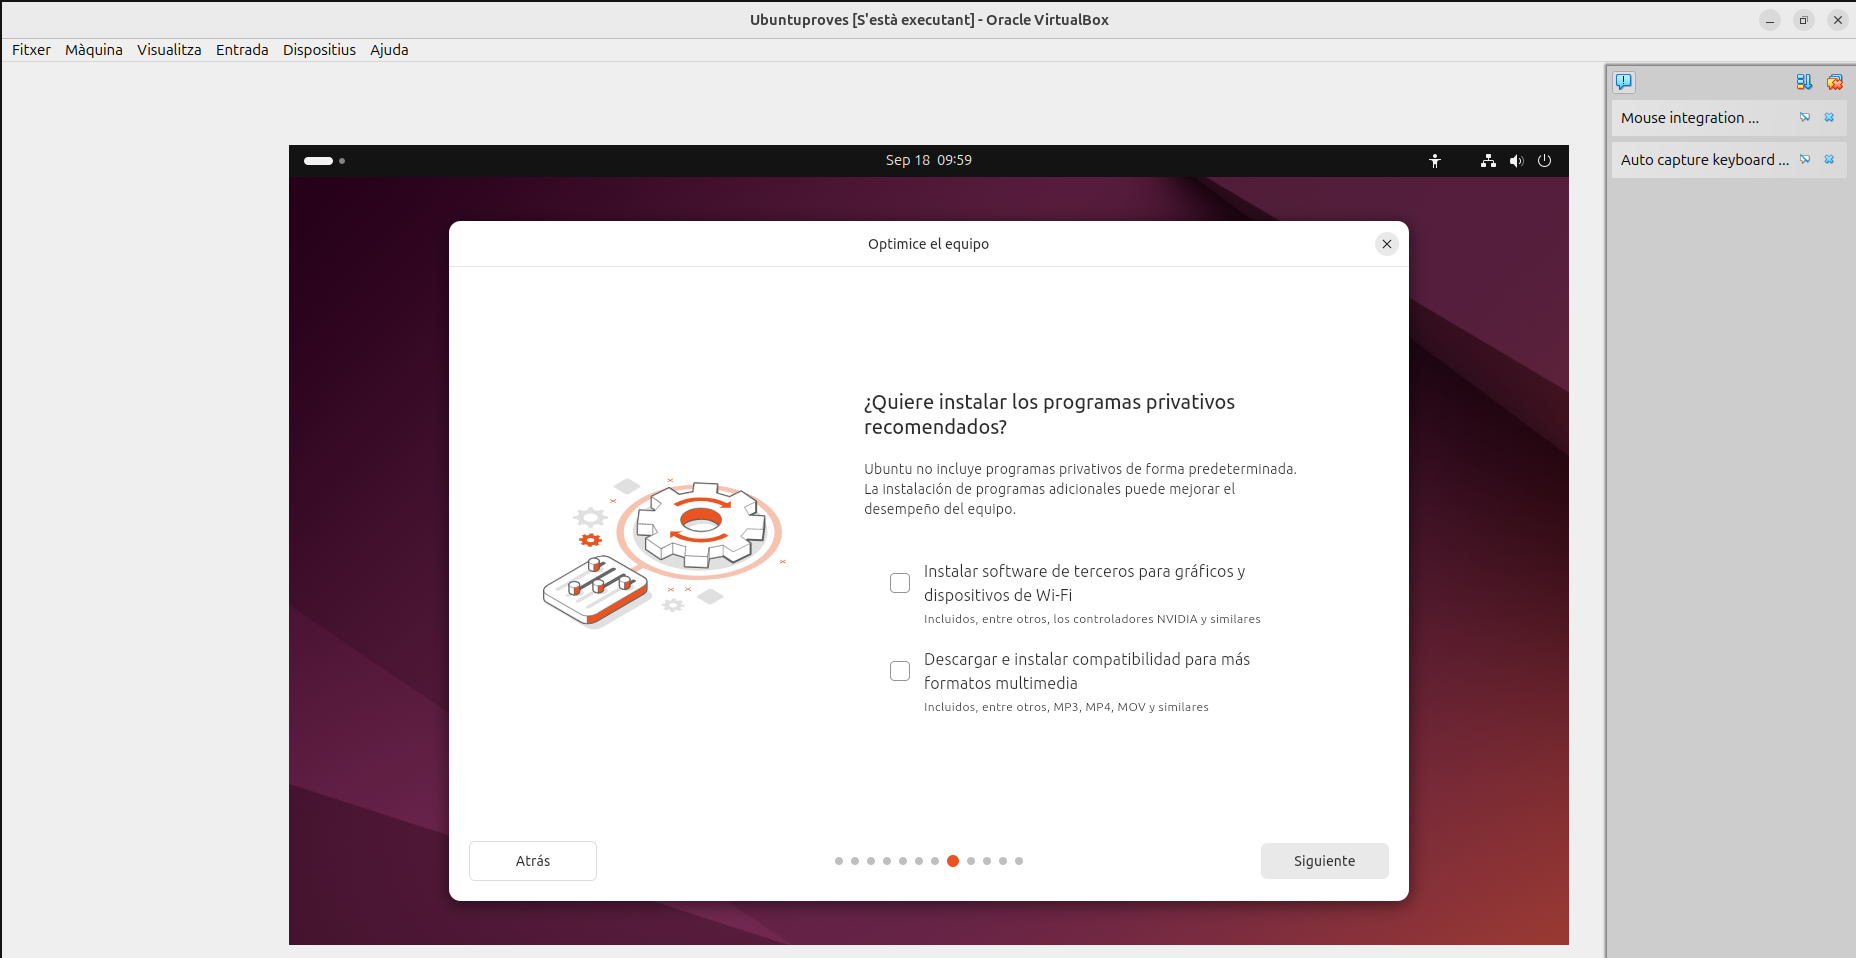 Ubuntuproves [S'està executant] - Oracle VirtualBox
Fitxer Màquina Visualitza Entrada Dispositius Ajuda
Mouse integration ...
Auto capture keyboard ...
Sep 18 09:59
Optimice el equipo
¿Quiere instalar los programas privativos
recomendados?
Ubuntu no incluye programas privativos de forma predeterminada.
La instalación de programas adicionales puede mejorar el
desempeño del equipo.
Instalar software de terceros para gráficos y
dispositivos de Wi-Fi
Incluidos, entre otros, los controladores NVIDIA y similares
Descargar e instalar compatibilidad para más
formatos multimedia
Incluidos, entre otros, MP3, MP4, MOV y similares
Atrás
Siguiente